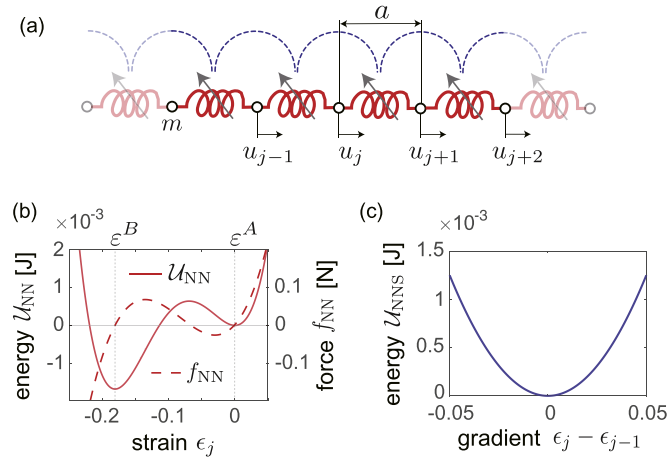 (a)
a
m
u_{j-1}
u_j
u_{j+1}
u_{j+2}
(b)
×10⁻³
ε^B
ε^A
2
1
0
-1
energy 𝒰_NN [J]
𝒰_NN
f_NN
0.1
0
-0.1
force f_NN [N]
-0.2 -0.1 0
strain ϵ_j
(c)
×10⁻³
1.5
1
0.5
0
energy 𝒰_NNS [J]
-0.05 0 0.05
gradient ϵ_j − ϵ_{j−1}